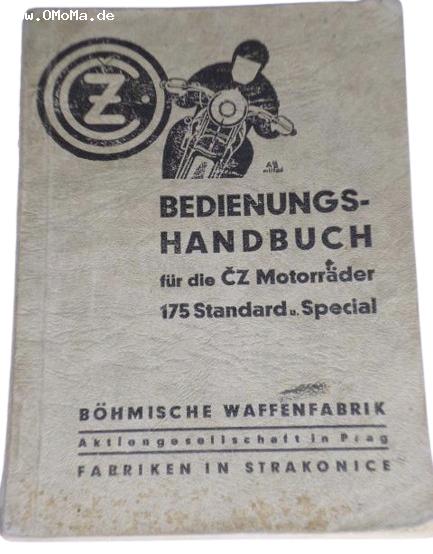 www.OMoMa.de
ČZ
BEDIENUNGS-
HANDBUCH
für die ČZ Motorräder
175 Standard u. Special
BÖHMISCHE WAFFENFABRIK
Aktiengesellschaft in Prag
FABRIKEN IN STRAKONICE